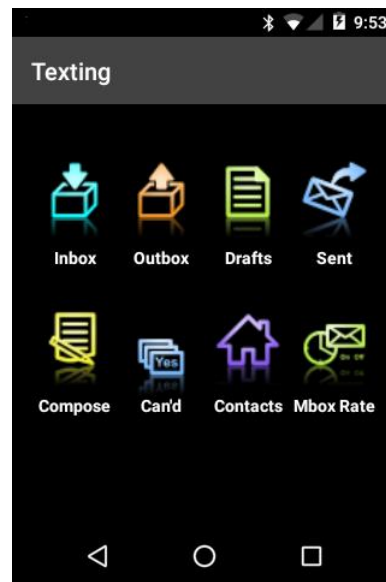 9:53
Texting
Inbox Outbox Drafts Sent
Yes
Compose Can'd Contacts Mbox Rate